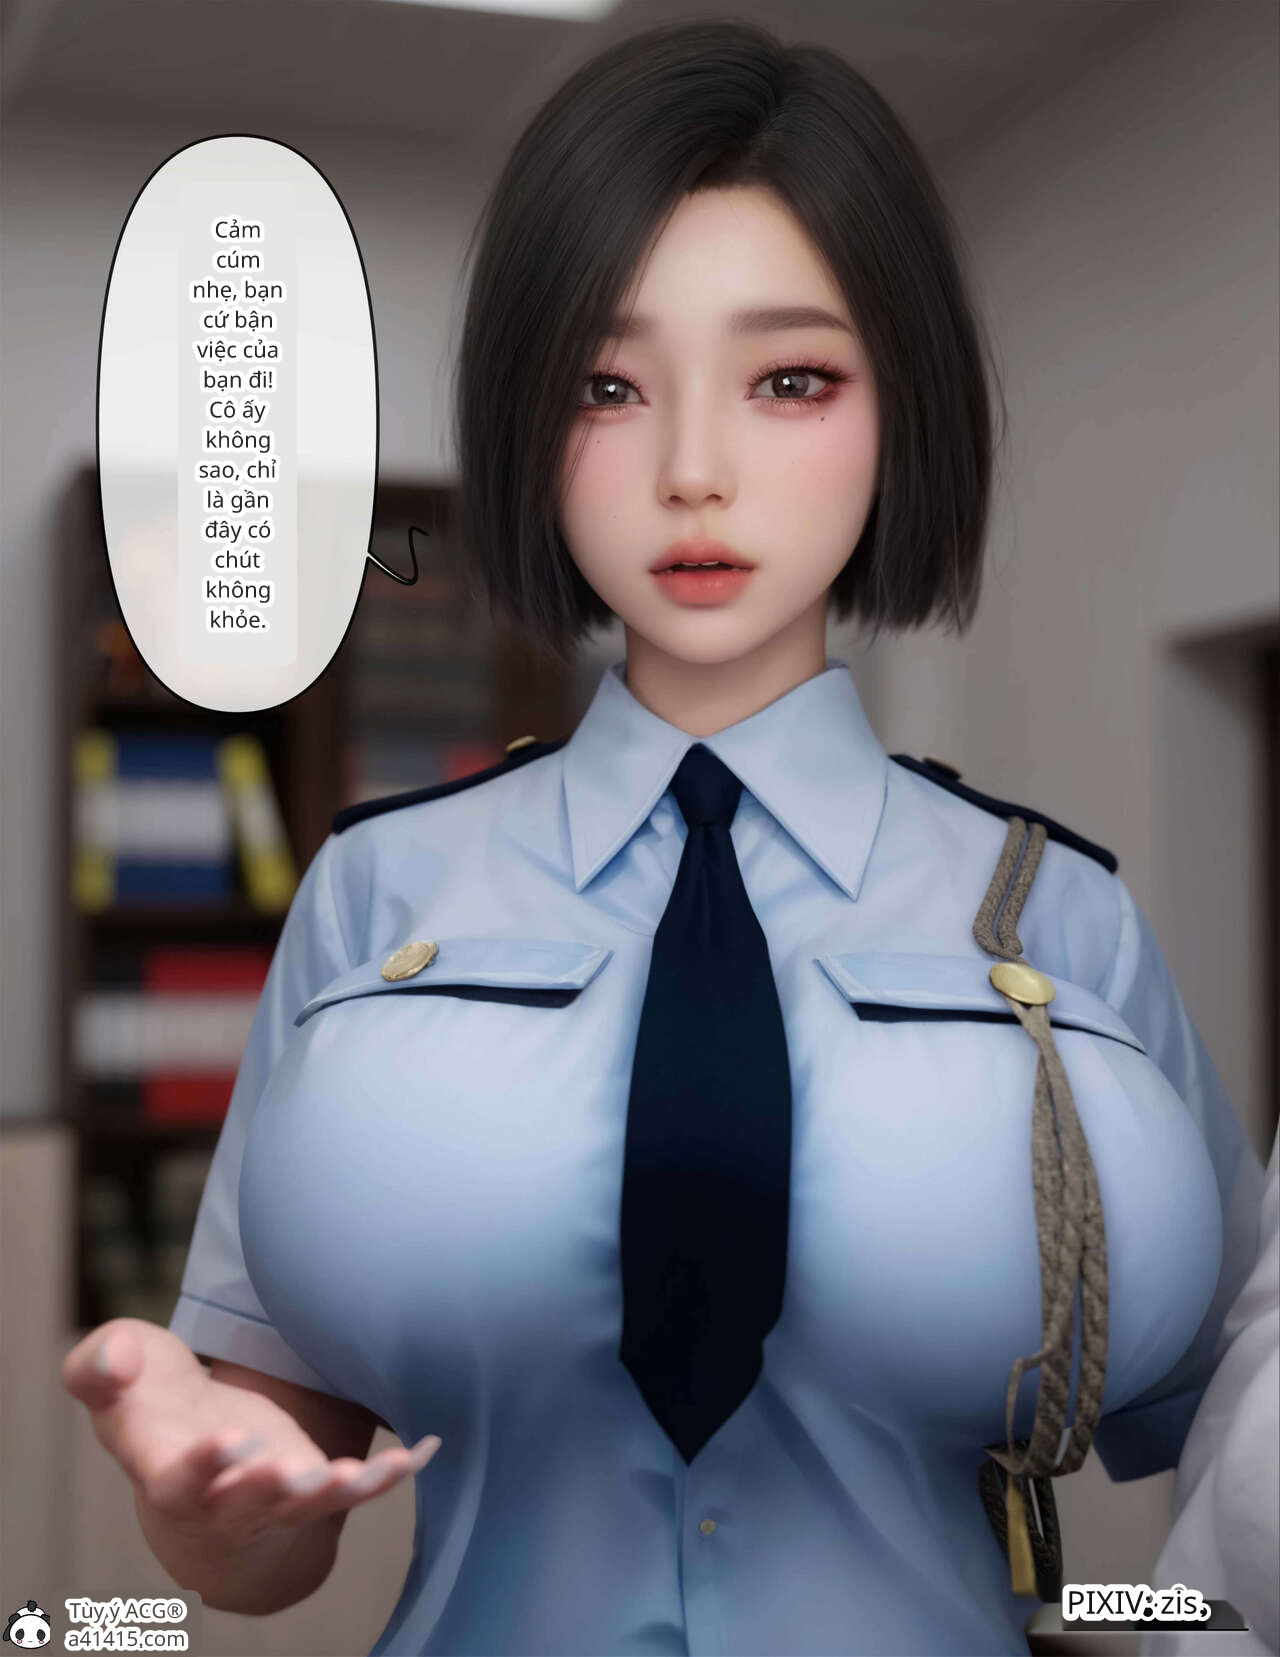 Cảm
cúm
nhẹ, bạn
cứ bận
việc của
bạn đi!
Cô ấy
không
sao, chỉ
là gần
đây có
chút
không
khỏe.
Tùy ý ACG®
a41415.com
PIXIV: zis,